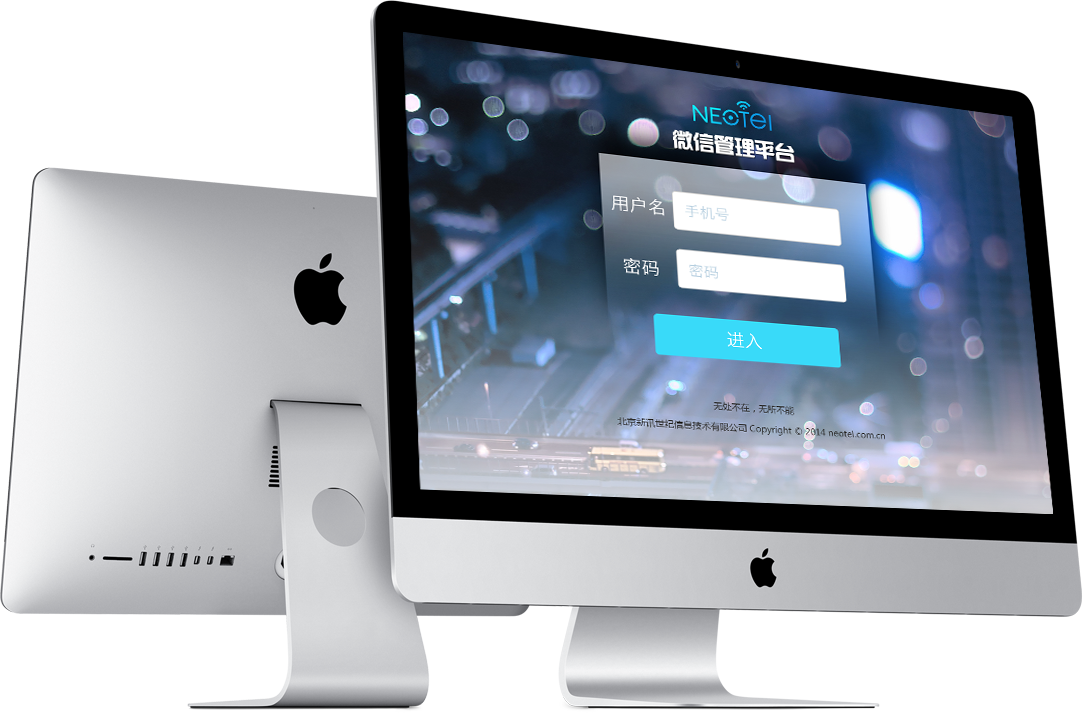 NEOTEI
微信管理平台
用户名 手机号
密码 密码
进入
无处不在，无所不能
北京新讯世纪信息技术有限公司 Copyright © 2014 neotel.com.cn